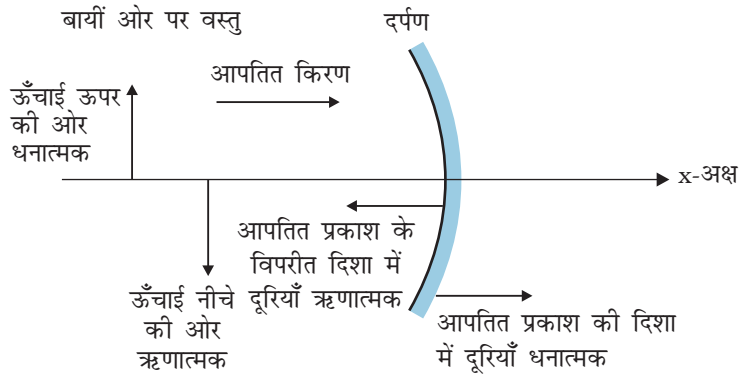 बायीं ओर पर वस्तु
दर्पण
आपतित किरण
ऊँचाई ऊपर
की ओर
धनात्मक
x-अक्ष
आपतित प्रकाश के
विपरीत दिशा में
दूरियाँ ऋणात्मक
ऊँचाई नीचे
की ओर
ऋणात्मक
आपतित प्रकाश की दिशा
में दूरियाँ धनात्मक